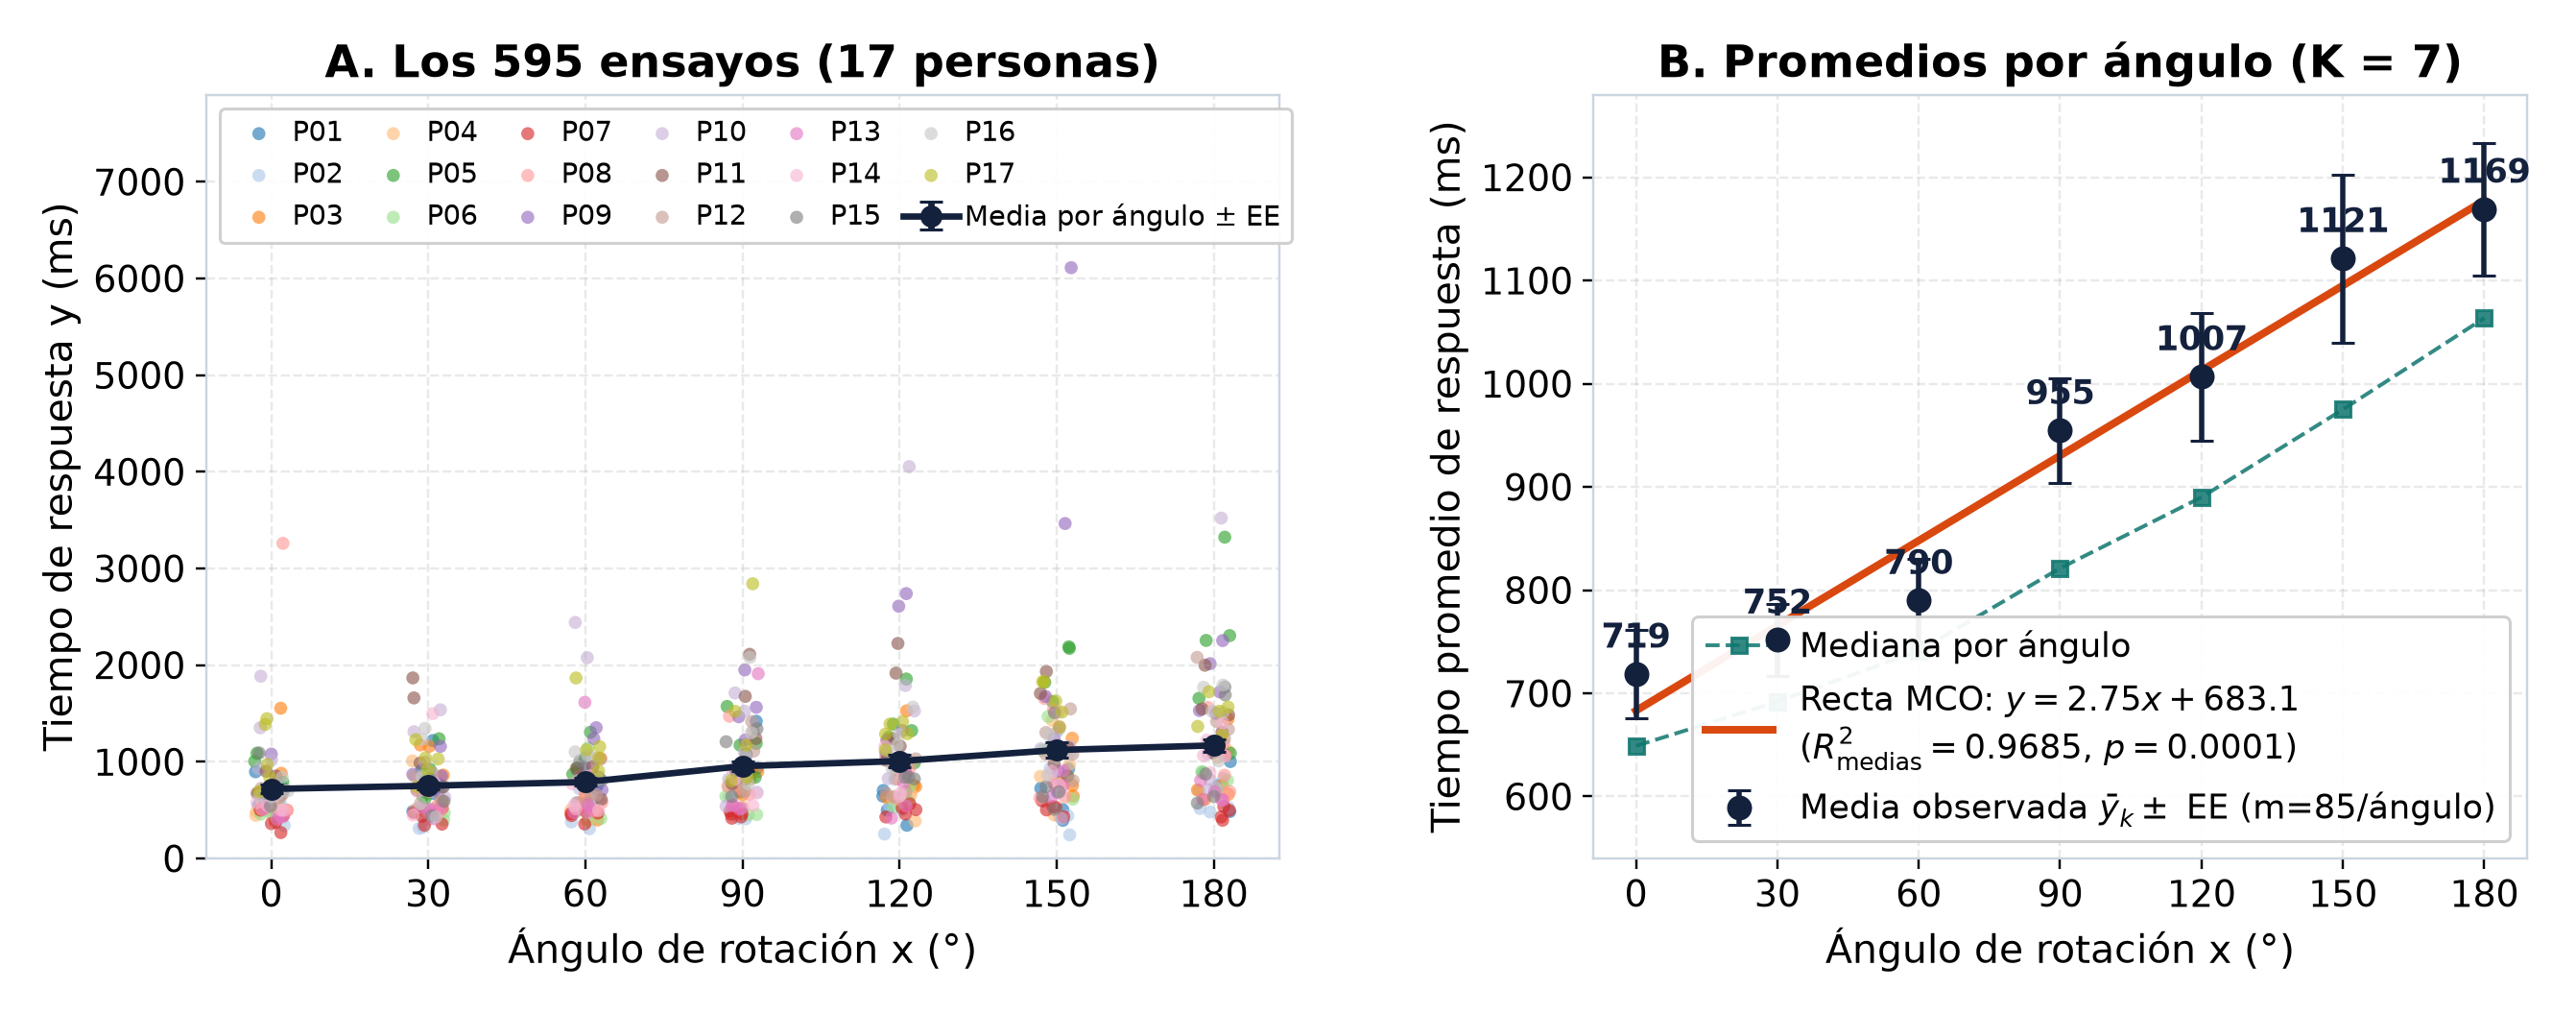 A. Los 595 ensayos (17 personas)
P01 P04 P07 P10 P13 P16
P02 P05 P08 P11 P14 P17
P03 P06 P09 P12 P15 Media por ángulo ± EE
Tiempo de respuesta y (ms)
7000
6000
5000
4000
3000
2000
1000
0
0 30 60 90 120 150 180
Ángulo de rotación x (°)
B. Promedios por ángulo (K = 7)
Tiempo promedio de respuesta (ms)
1200
1100
1000
900
800
700
600
719
752
790
955
1007
1121
1169
Mediana por ángulo
Recta MCO: y = 2.75x + 683.1
(R²medias = 0.9685, p = 0.0001)
Media observada ȳₖ ± EE (m=85/ángulo)
0 30 60 90 120 150 180
Ángulo de rotación x (°)